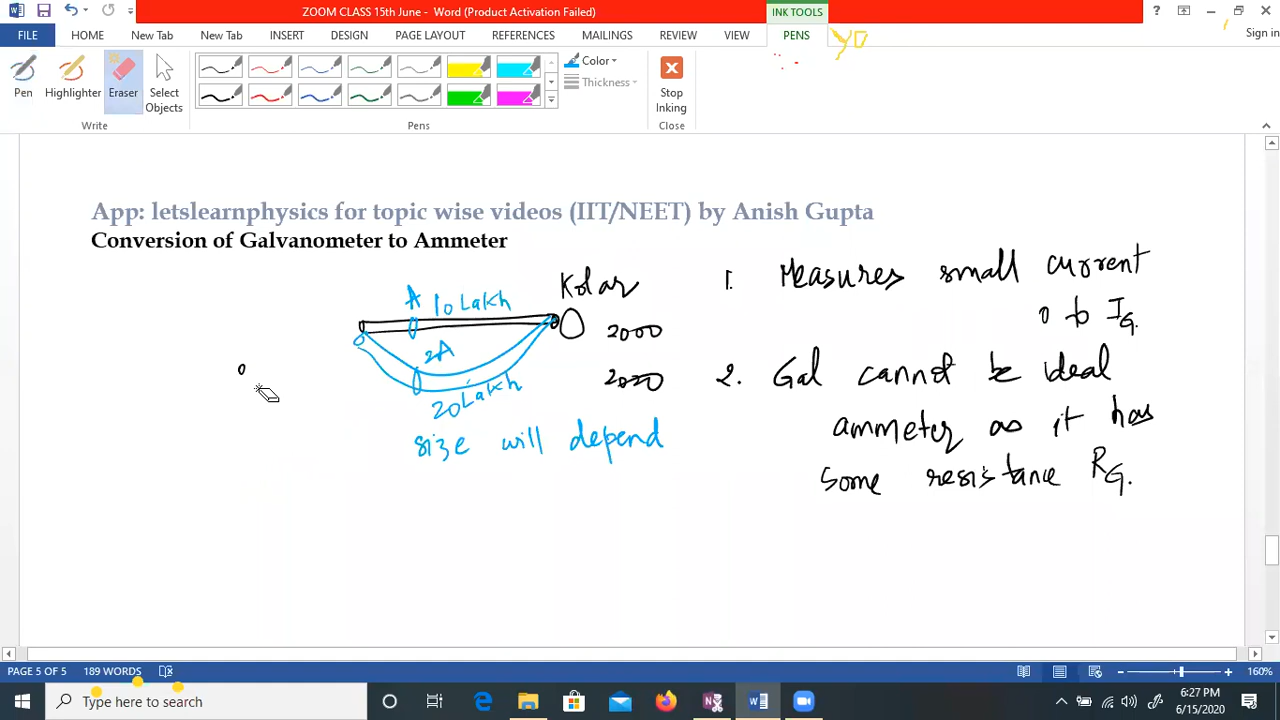 ZOOM CLASS 15th June - Word (Product Activation Failed)
INK TOOLS
Sign in
FILE HOME New Tab New Tab INSERT DESIGN PAGE LAYOUT REFERENCES MAILINGS REVIEW VIEW PENS
Pen Highlighter Eraser Select Objects
Color
Thickness
Stop Inking
Write Pens Close
App: letslearnphysics for topic wise videos (IIT/NEET) by Anish Gupta
Conversion of Galvanometer to Ammeter
Kolar
A 10 Lakh
2000
2A
2020
20 Lakh
size will depend
1. Measures small current
0 to IG.
2. Gal cannot be ideal
ammeter as it has
some resistance RG.
PAGE 5 OF 5 189 WORDS
160%
Type here to search
6:27 PM
6/15/2020